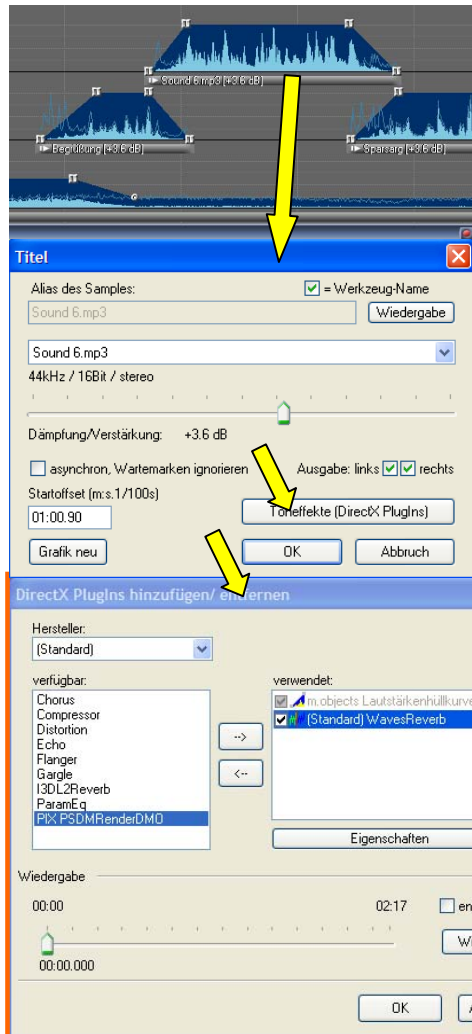 Sound 6.mp3 [+3.6 dB]
Begrüßung [+3.6 dB]
Sparsarg [+3.6 dB]
Titel
Alias des Samples:
= Werkzeug-Name
Sound 6.mp3
Wiedergabe
Sound 6.mp3
44kHz / 16Bit / stereo
Dämpfung/Verstärkung: +3.6 dB
asynchron, Wartemarken ignorieren
Ausgabe: links
rechts
Startoffset (m:s.1/100s)
01:00.90
Toneffekte (DirectX PlugIns)
Grafik neu
OK
Abbruch
DirectX PlugIns hinzufügen/ entfernen
Hersteller:
(Standard)
verfügbar:
verwendet:
Chorus
Compressor
Distortion
Echo
Flanger
Gargle
I3DL2Reverb
ParamEq
PIX PSDMRenderDMO
-->
<--
m.objects Lautstärkenhüllkurve
(Standard) WavesReverb
Eigenschaften
Wiedergabe
00:00
02:17
en
Wi
00:00.000
OK